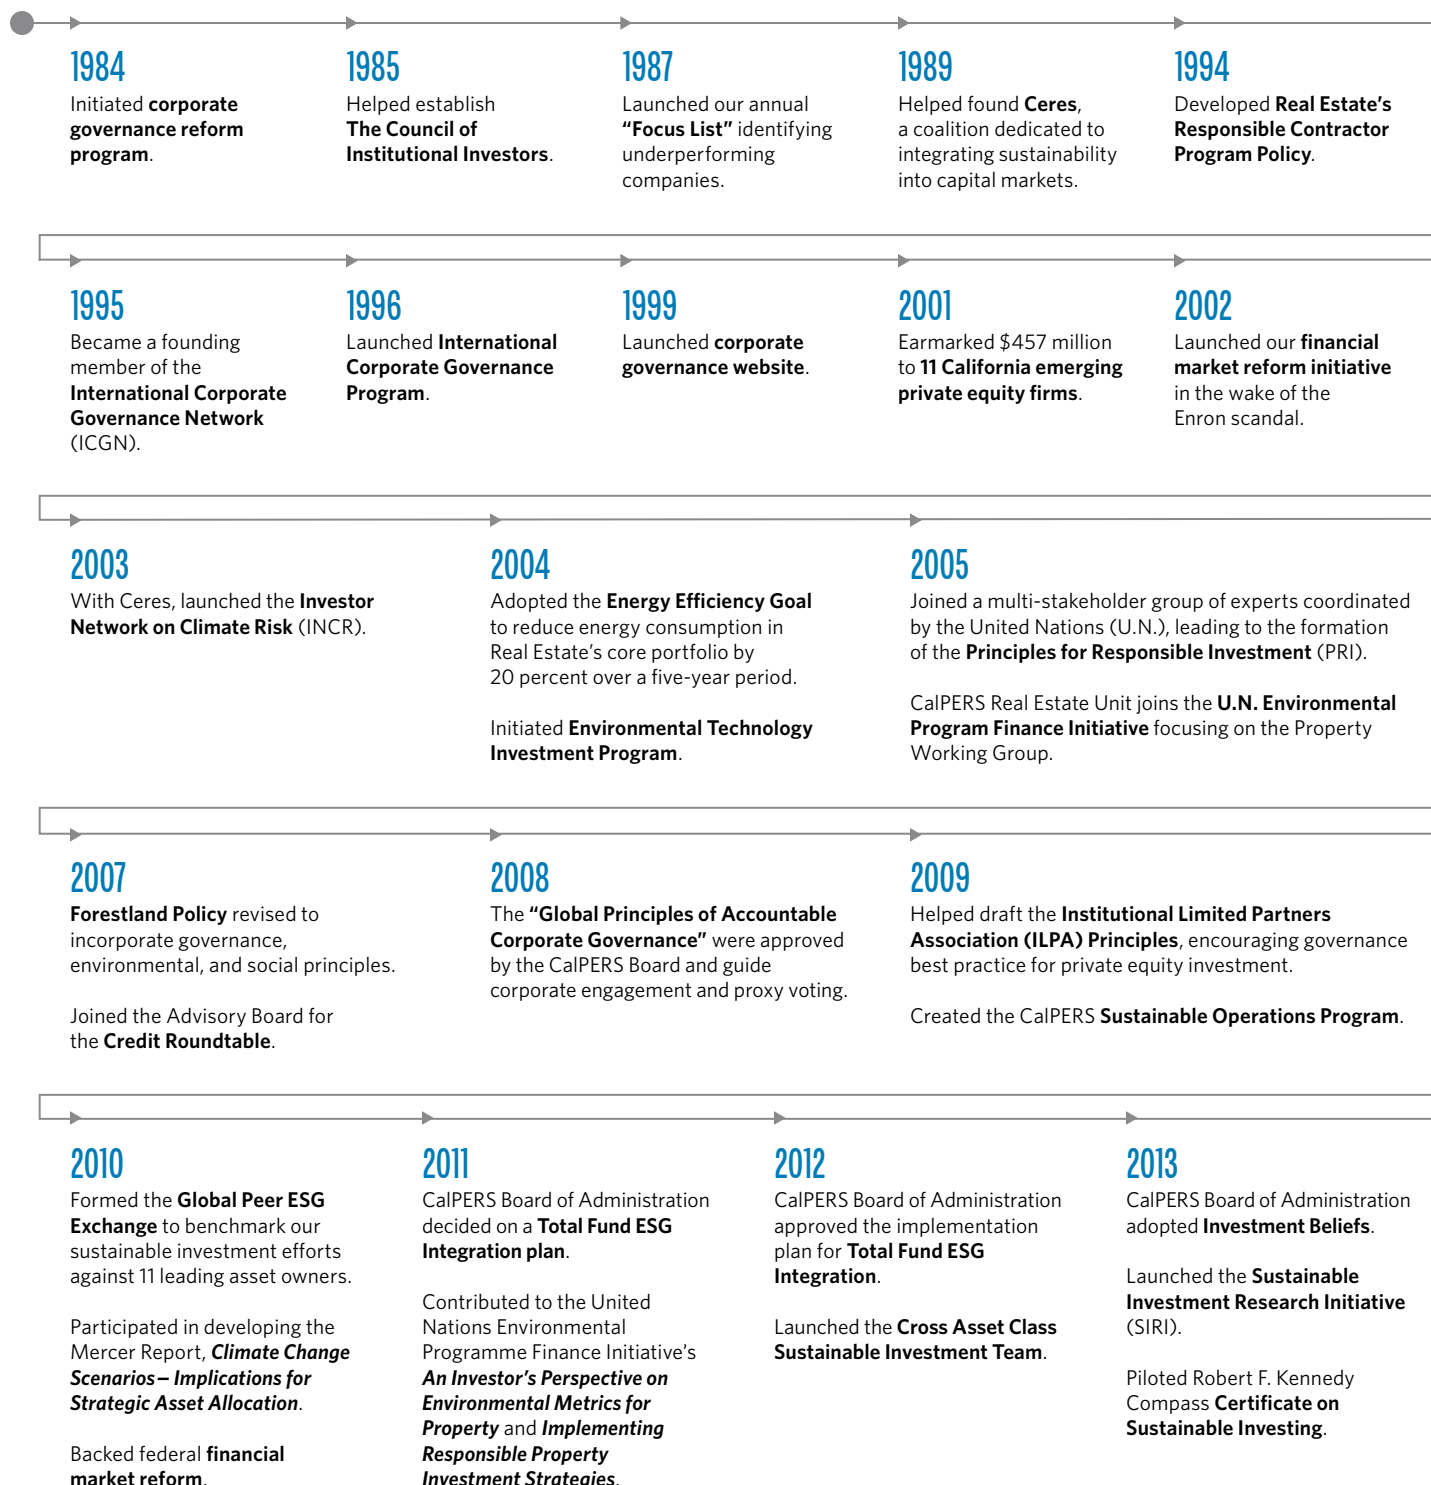 1984
Initiated corporate
governance reform
program.
1985
Helped establish
The Council of
Institutional Investors.
1987
Launched our annual
“Focus List” identifying
underperforming
companies.
1989
Helped found Ceres,
a coalition dedicated to
integrating sustainability
into capital markets.
1994
Developed Real Estate’s
Responsible Contractor
Program Policy.
1995
Became a founding
member of the
International Corporate
Governance Network
(ICGN).
1996
Launched International
Corporate Governance
Program.
1999
Launched corporate
governance website.
2001
Earmarked $457 million
to 11 California emerging
private equity firms.
2002
Launched our financial
market reform initiative
in the wake of the
Enron scandal.
2003
With Ceres, launched the Investor
Network on Climate Risk (INCR).
2004
Adopted the Energy Efficiency Goal
to reduce energy consumption in
Real Estate’s core portfolio by
20 percent over a five-year period.
Initiated Environmental Technology
Investment Program.
2005
Joined a multi-stakeholder group of experts coordinated
by the United Nations (U.N.), leading to the formation
of the Principles for Responsible Investment (PRI).
CalPERS Real Estate Unit joins the U.N. Environmental
Program Finance Initiative focusing on the Property
Working Group.
2007
Forestland Policy revised to
incorporate governance,
environmental, and social principles.
Joined the Advisory Board for
the Credit Roundtable.
2008
The “Global Principles of Accountable
Corporate Governance” were approved
by the CalPERS Board and guide
corporate engagement and proxy voting.
2009
Helped draft the Institutional Limited Partners
Association (ILPA) Principles, encouraging governance
best practice for private equity investment.
Created the CalPERS Sustainable Operations Program.
2010
Formed the Global Peer ESG
Exchange to benchmark our
sustainable investment efforts
against 11 leading asset owners.
Participated in developing the
Mercer Report, Climate Change
Scenarios – Implications for
Strategic Asset Allocation.
Backed federal financial
market reform.
2011
CalPERS Board of Administration
decided on a Total Fund ESG
Integration plan.
Contributed to the United
Nations Environmental
Programme Finance Initiative’s
An Investor’s Perspective on
Environmental Metrics for
Property and Implementing
Responsible Property
Investment Strategies.
2012
CalPERS Board of Administration
approved the implementation
plan for Total Fund ESG
Integration.
Launched the Cross Asset Class
Sustainable Investment Team.
2013
CalPERS Board of Administration
adopted Investment Beliefs.
Launched the Sustainable
Investment Research Initiative
(SIRI).
Piloted Robert F. Kennedy
Compass Certificate on
Sustainable Investing.